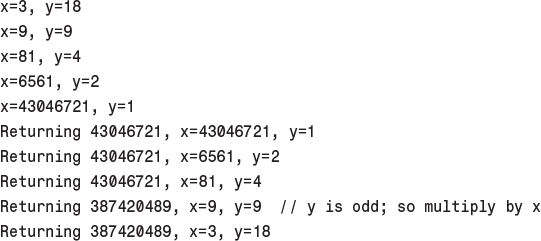 x=3, y=18
x=9, y=9
x=81, y=4
x=6561, y=2
x=43046721, y=1
Returning 43046721, x=43046721, y=1
Returning 43046721, x=6561, y=2
Returning 43046721, x=81, y=4
Returning 387420489, x=9, y=9  // y is odd; so multiply by x
Returning 387420489, x=3, y=18